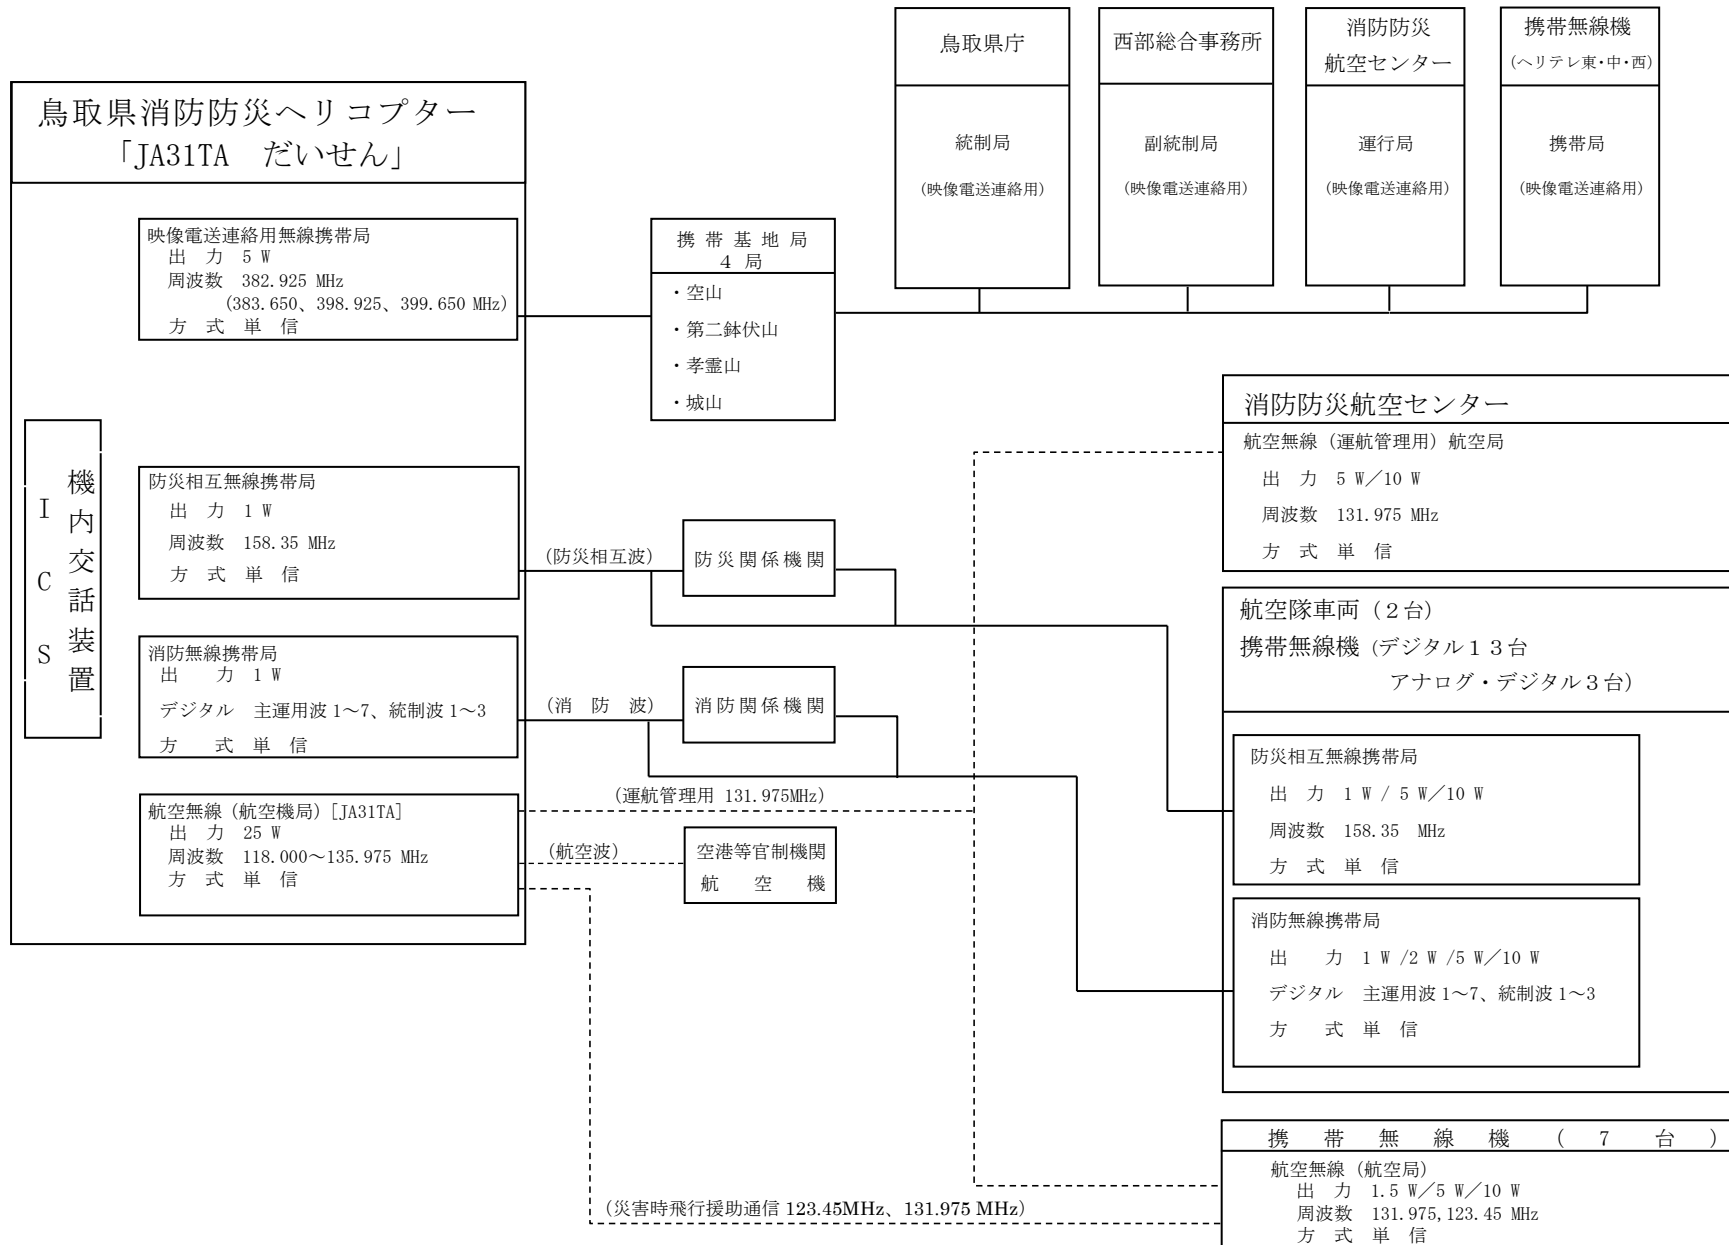 鳥取県庁
統制局
(映像電送連絡用)
西部総合事務所
副統制局
(映像電送連絡用)
消防防災
航空センター
運行局
(映像電送連絡用)
携帯無線機
(ヘリテレ東・中・西)
携帯局
(映像電送連絡用)
鳥取県消防防災ヘリコプター
「JA31TA　だいせん」
映像電送連絡用無線携帯局
出　力　5 W
周波数　382.925 MHz
(383.650、398.925、399.650 MHz)
方　式　単　信
携 帯 基 地 局
４ 局
・空山
・第二鉢伏山
・孝霊山
・城山
機内交話装置
ＩＣＳ
防災相互無線携帯局
出　力　1 W
周波数　158.35 MHz
方　式　単　信
(防災相互波)
防災関係機関
消防無線携帯局
出　　力　1 W
デジタル　主運用波 1～7、統制波 1～3
方　　式　単　信
(消　防　波)
消防関係機関
航空無線 (航空機局) [JA31TA]
出　力　25 W
周波数　118.000～135.975 MHz
方　式　単　信
(運航管理用 131.975MHz)
(航空波)
空港等官制機関
航　空　機
(災害時飛行援助通信 123.45MHz、131.975 MHz)
消防防災航空センター
航空無線 (運航管理用) 航空局
出　力　5 W／10 W
周波数　131.975 MHz
方　式　単　信
航空隊車両 (２台)
携帯無線機 (デジタル１３台
アナログ・デジタル３台)
防災相互無線携帯局
出　力　1 W / 5 W／10 W
周波数　158.35　MHz
方　式　単　信
消防無線携帯局
出　　力　1 W /2 W /5 W／10 W
デジタル　主運用波 1～7、統制波 1～3
方　　式　単　信
携　帯　無　線　機　(　７　台　)
航空無線 (航空局)
出　力　1.5 W／5 W／10 W
周波数　131.975,123.45 MHz
方　式　単　信